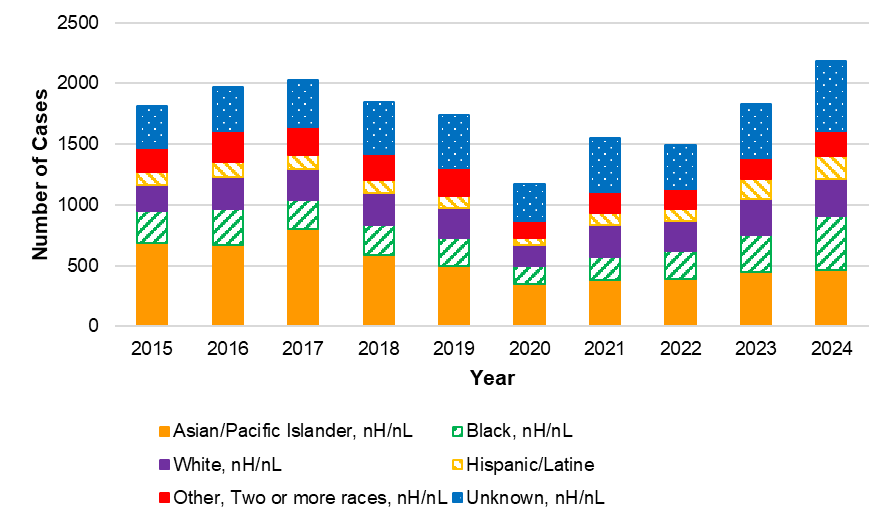 2500
2000
1500
1000
500
0
Number of Cases
2015 2016 2017 2018 2019 2020 2021 2022 2023 2024
Year
Asian/Pacific Islander, nH/nL Black, nH/nL
White, nH/nL Hispanic/Latine
Other, Two or more races, nH/nL Unknown, nH/nL